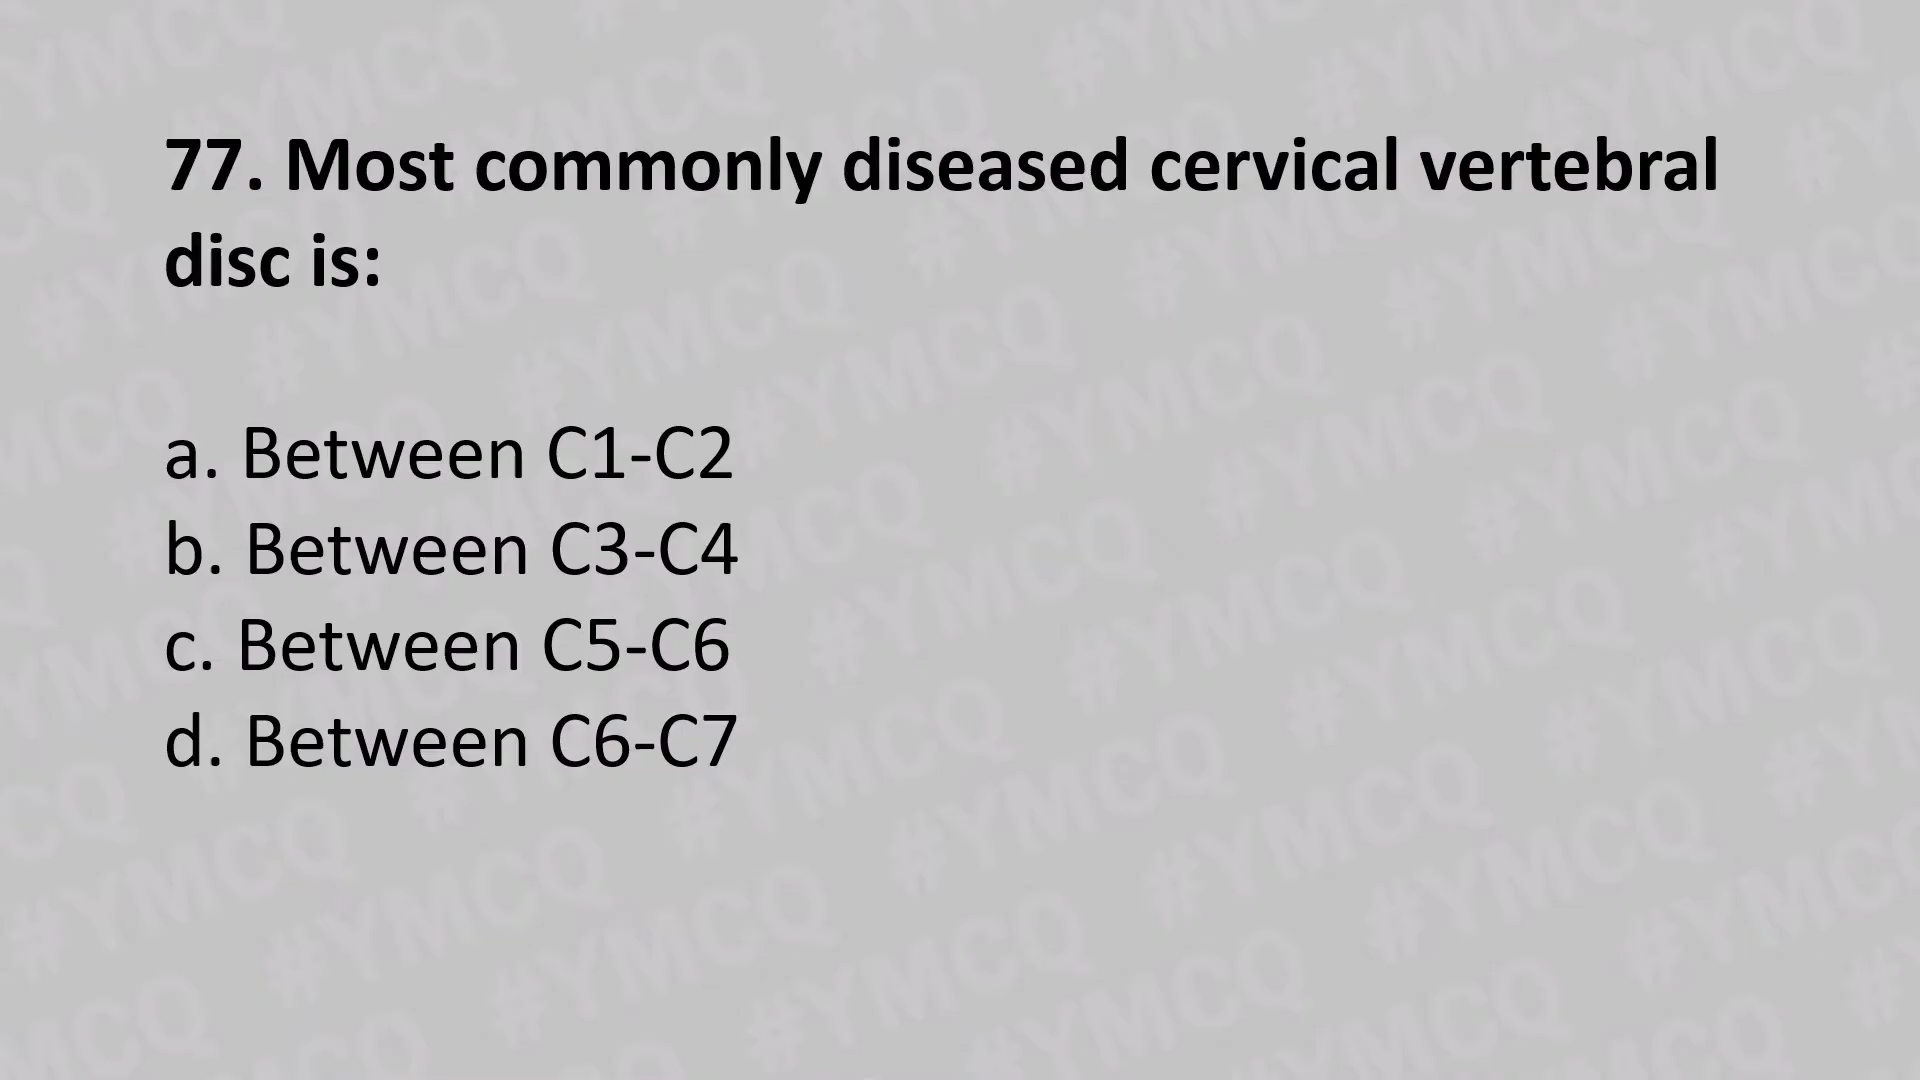 77. Most commonly diseased cervical vertebral
disc is:
a. Between C1-C2
b. Between C3-C4
c. Between C5-C6
d. Between C6-C7
#YMCQ